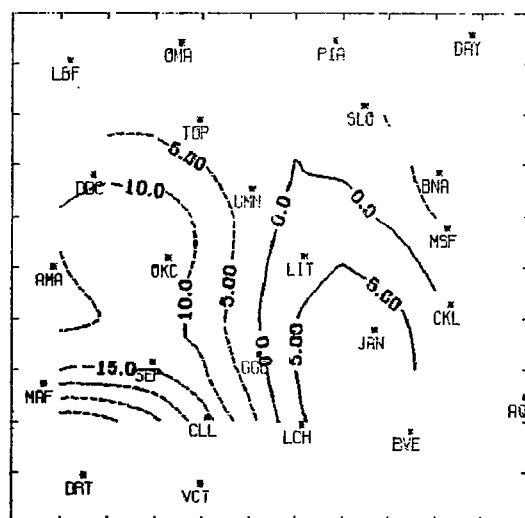 OMA
PIA
DAY
LBF
SLO
TOP
-5.00
DDC
-10.0
UMN
BNA
0.0
0.0
MSF
AMA
OKC
LIT
-10.0
5.00
5.00
CKL
5.00
JAN
0.0
GGG
-15.0
SEP
MAF
CLL
LCH
BVE
AQ
DRT
VCT